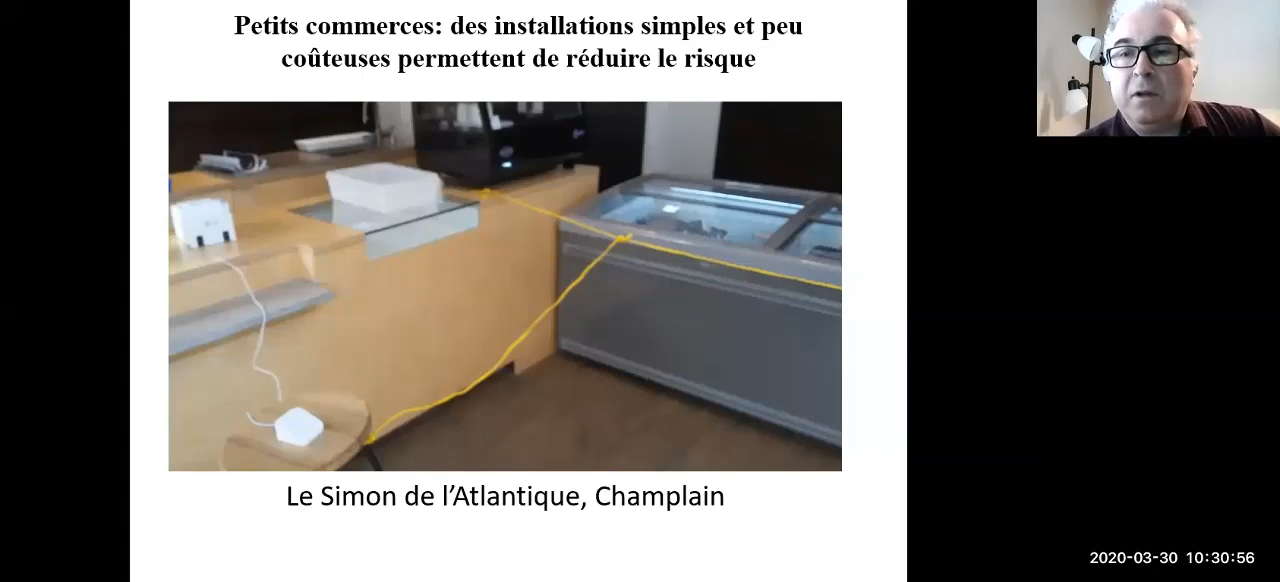 Petits commerces: des installations simples et peu
coûteuses permettent de réduire le risque
Le Simon de l’Atlantique, Champlain
2020-03-30 10:30:56